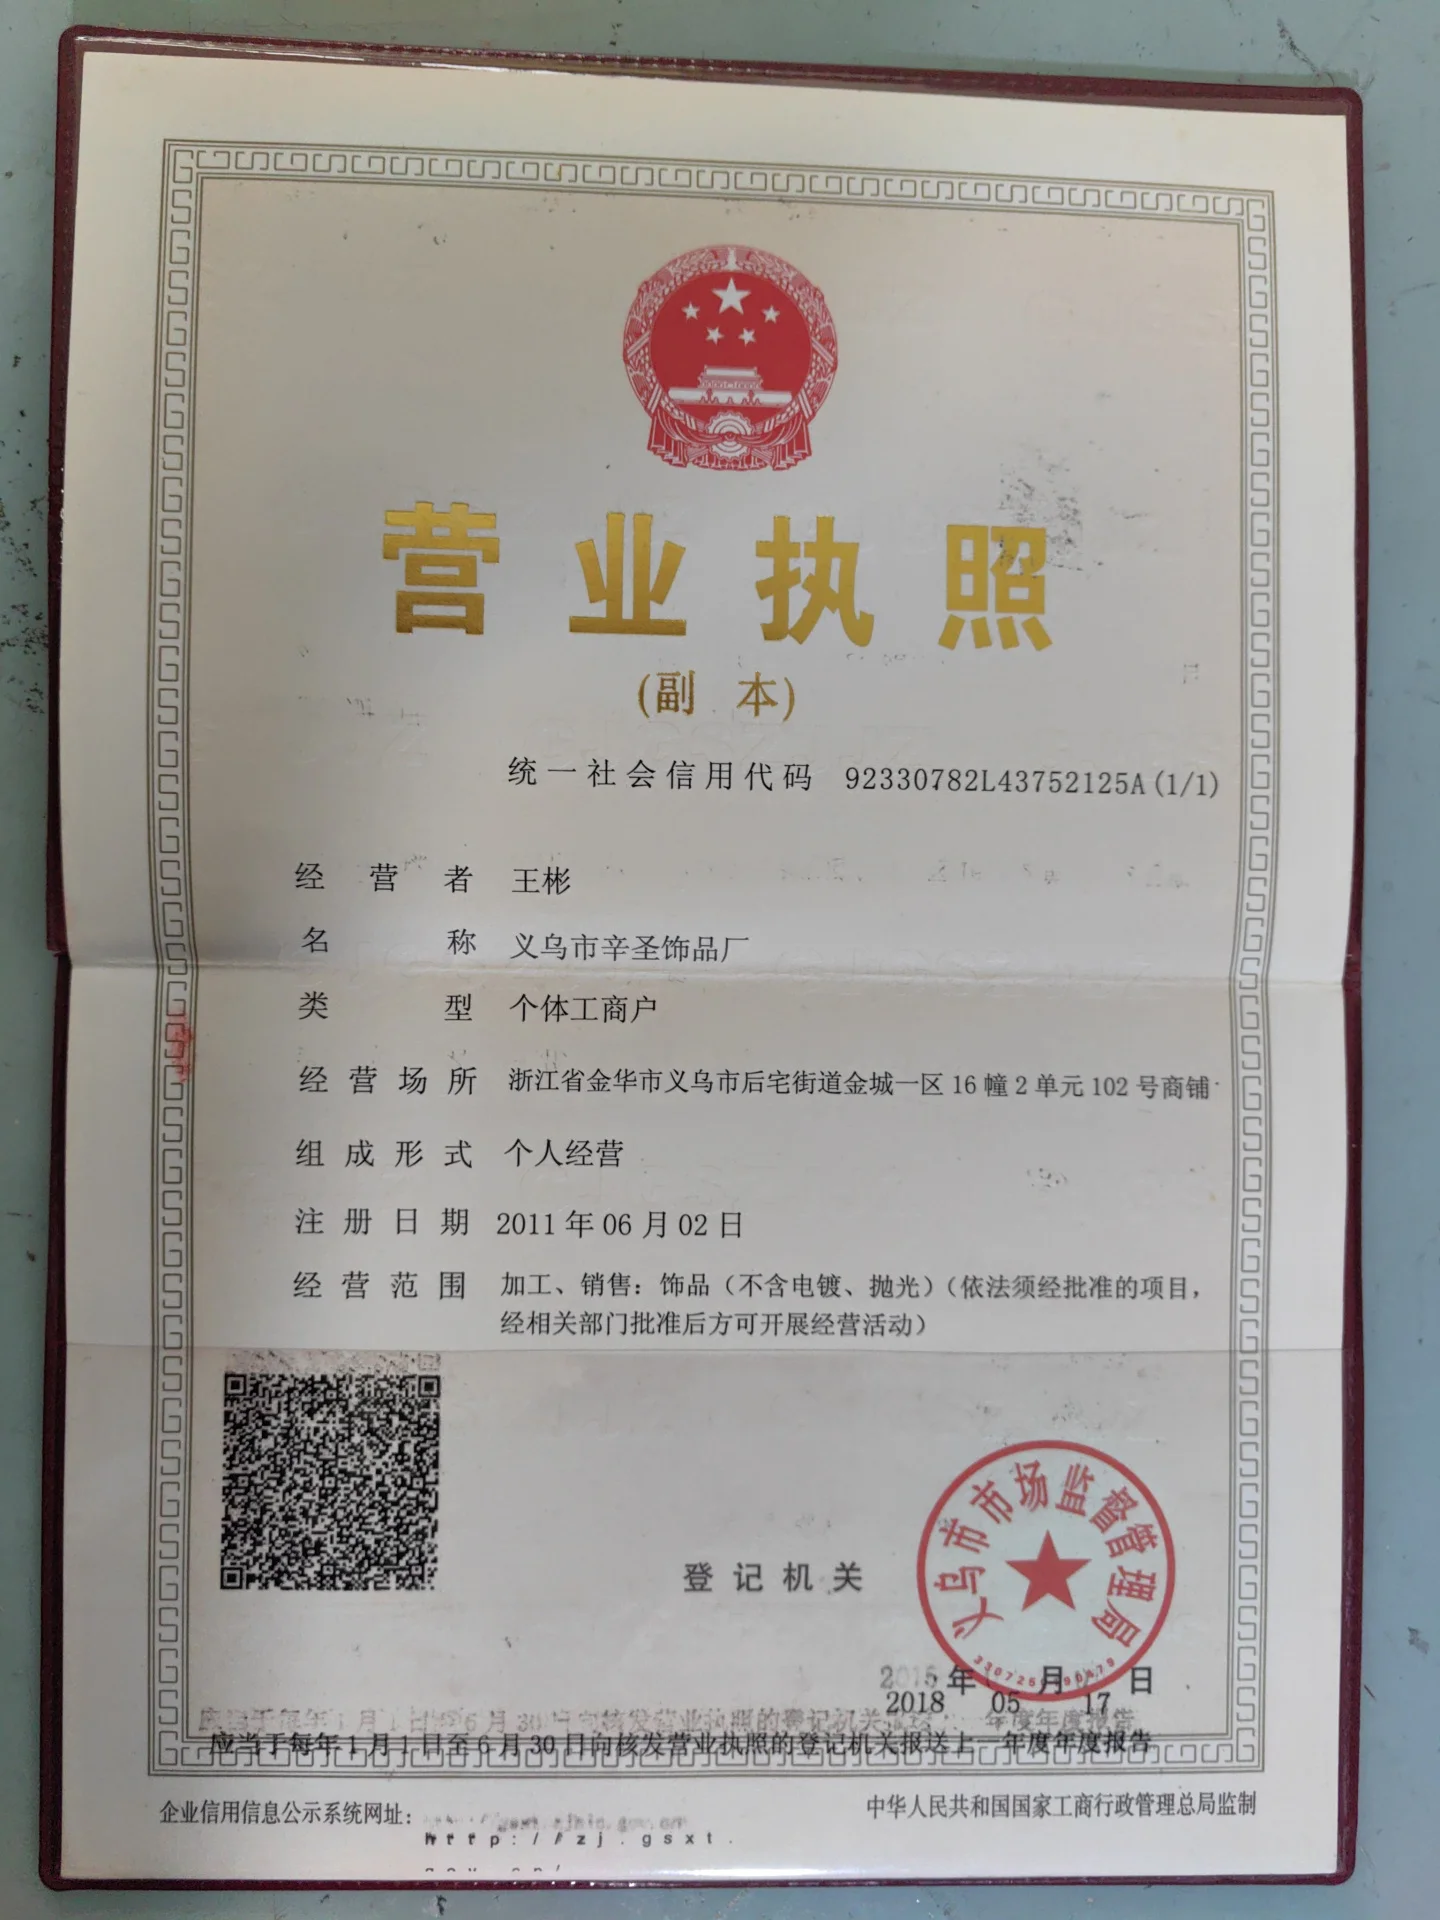 营业执照
(副 本)
统一社会信用代码 92330782L43752125A(1/1)
经营者 王彬
名称 义乌市辛圣饰品厂
类型 个体工商户
经营场所 浙江省金华市义乌市后宅街道金城一区16幢2单元102号商铺
组成形式 个人经营
注册日期 2011年06月02日
经营范围 加工、销售：饰品（不含电镀、抛光）（依法须经批准的项目，
经相关部门批准后方可开展经营活动）
义乌市市场监督管理局
登记机关
年 月 日
2018 05 17
应当于每年1月1日至6月30日向核发营业执照的登记机关报送上一年度年度报告
企业信用信息公示系统网址：
http://zj.gsxt.
中华人民共和国国家工商行政管理总局监制